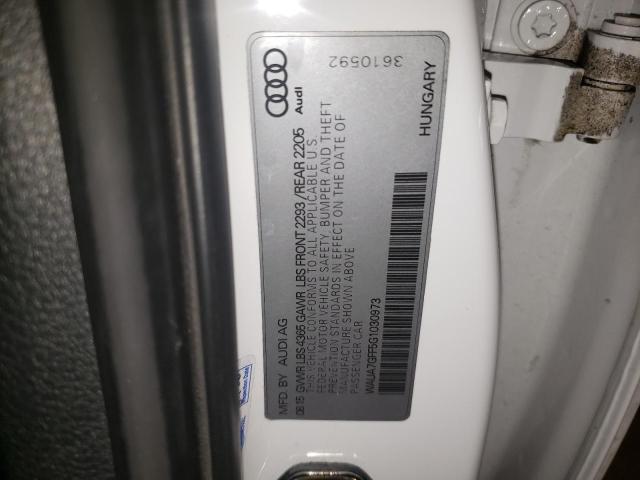 MFD. BY AUDI AG
08 15 GVWR LBS 4365 GAWR LBS FRONT 2293 / REAR 2205
THIS VEHICLE CONFORMS TO ALL APPLICABLE U.S.
FEDERAL MOTOR VEHICLE SAFETY, BUMPER AND THEFT
PREVENTION STANDARDS IN EFFECT ON THE DATE OF
MANUFACTURE SHOWN ABOVE
PASSENGER CAR
WAUA7GFF5G1030973
HUNGARY
Audi
3610592